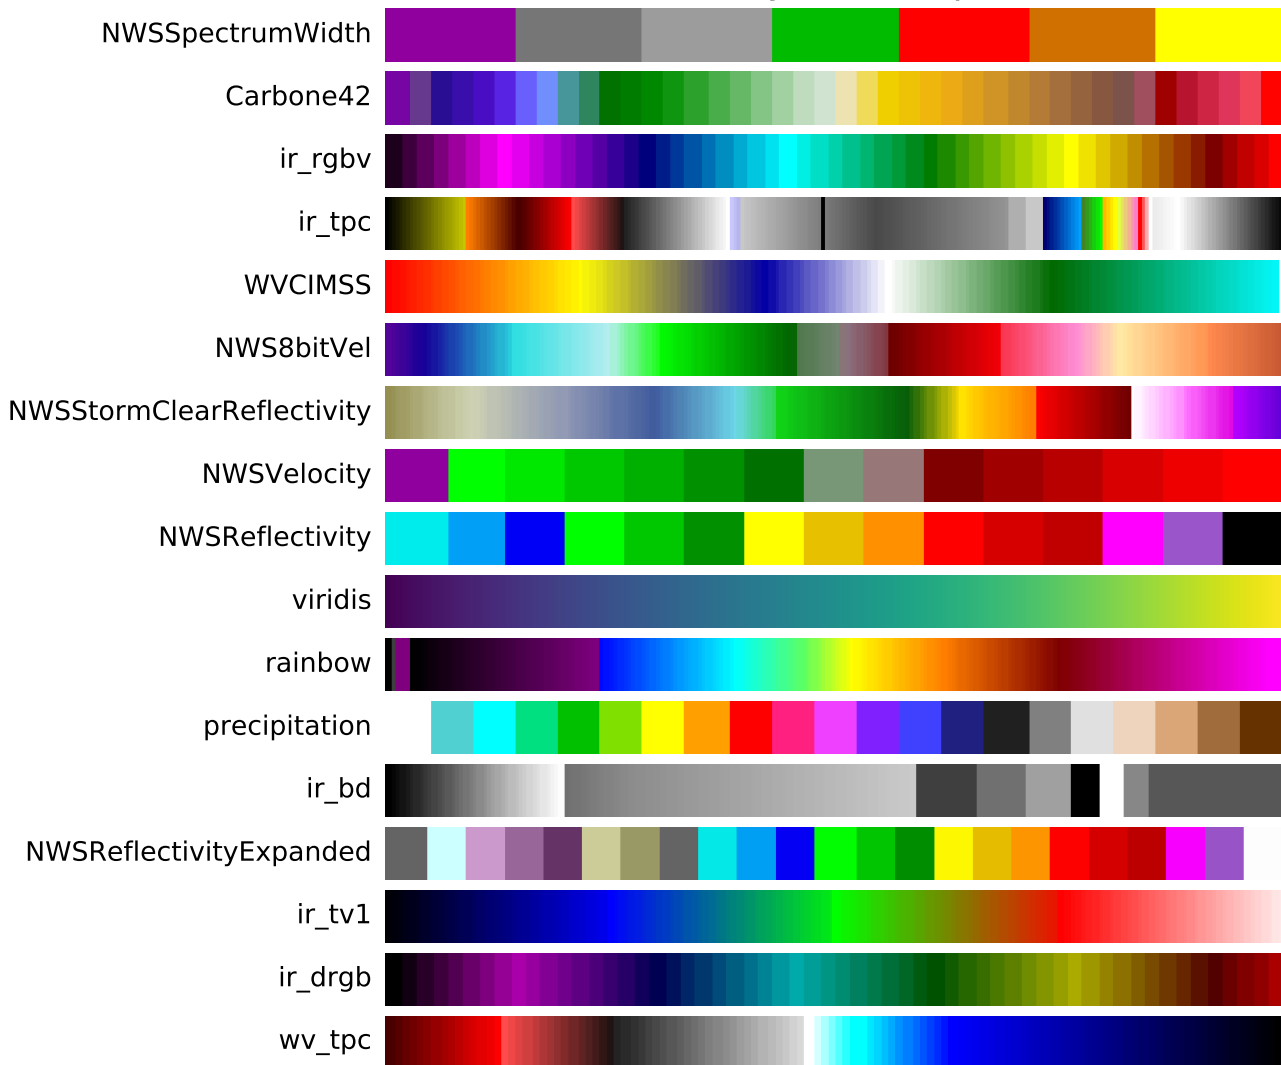 NWSSpectrumWidth
Carbone42
ir_rgbv
ir_tpc
WVCIMSS
NWS8bitVel
NWSStormClearReflectivity
NWSVelocity
NWSReflectivity
viridis
rainbow
precipitation
ir_bd
NWSReflectivityExpanded
ir_tv1
ir_drgb
wv_tpc